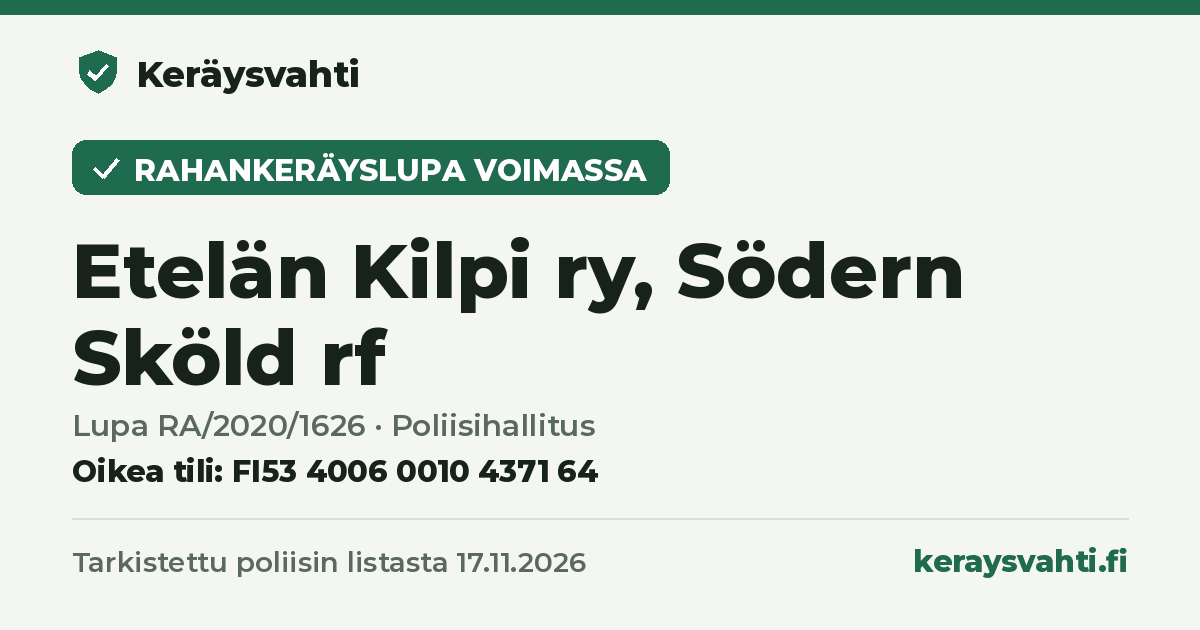 Keräysvahti
RAHANKERÄYSLUPA VOIMASSA
Etelän Kilpi ry, Södern
Sköld rf
Lupa RA/2020/1626 · Poliisihallitus
Oikea tili: FI53 4006 0010 4371 64
Tarkistettu poliisin listasta 17.11.2026
keraysvahti.fi